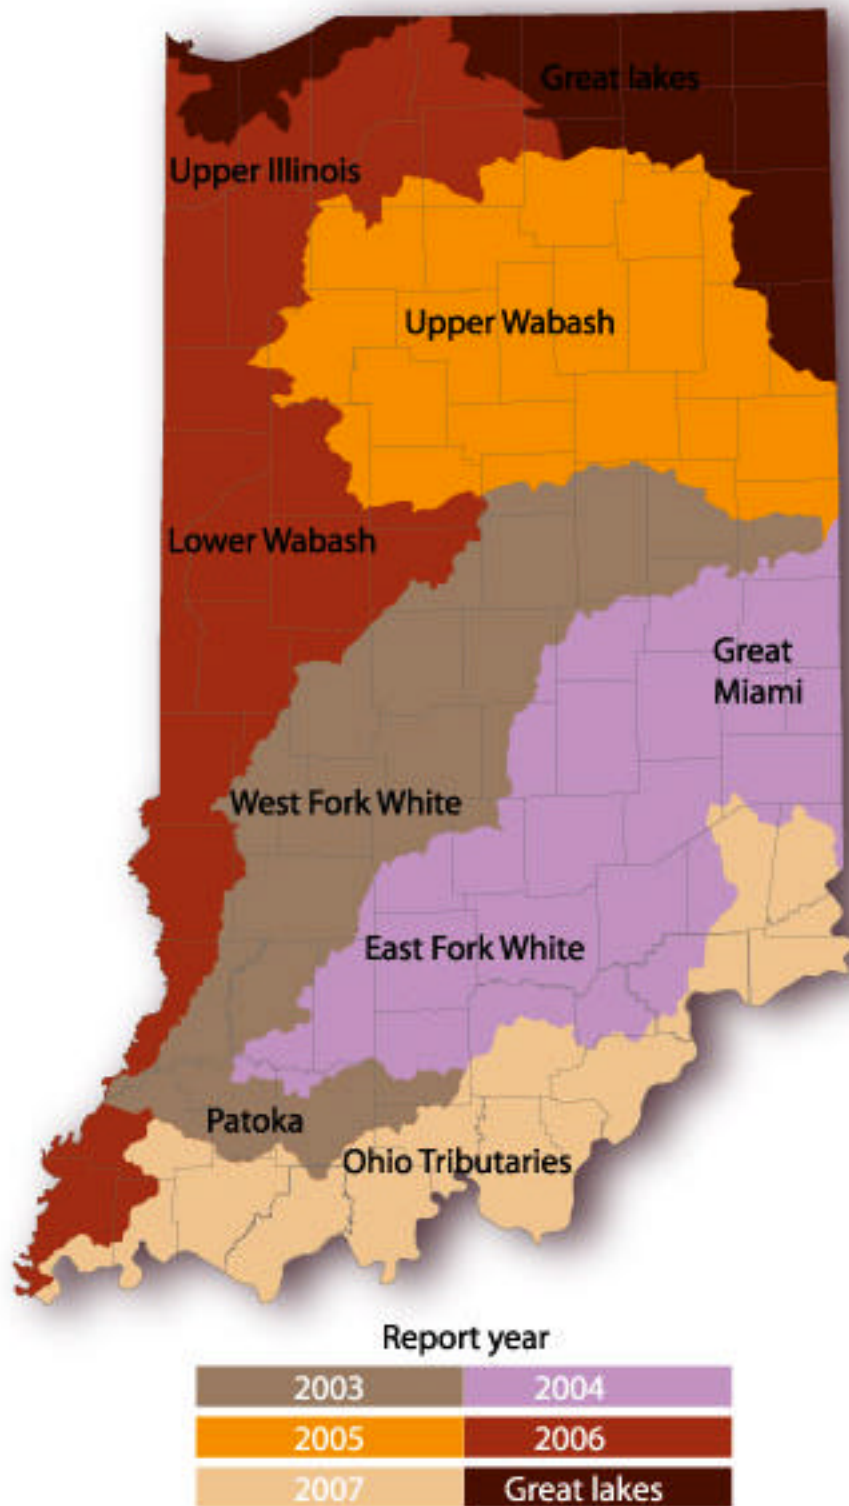 Great lakes
Upper Illinois
Upper Wabash
Lower Wabash
Great
Miami
West Fork White
East Fork White
Patoka
Ohio Tributaries
Report year
2003 2004
2005 2006
2007 Great lakes